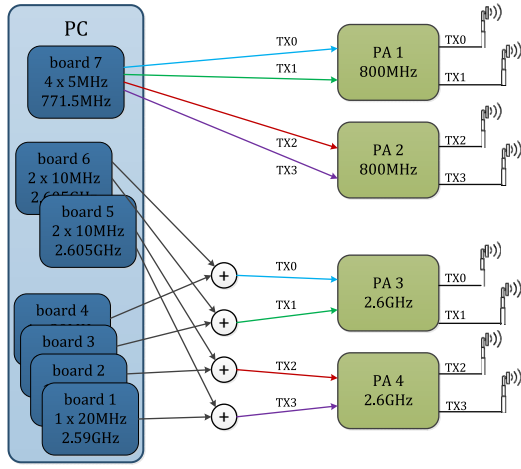 PC
board 7
4 x 5MHz
771.5MHz
TX0
TX1
TX2
TX3
PA 1
800MHz
TX0
TX1
PA 2
800MHz
TX2
TX3
board 6
2 x 10MHz
board 5
2 x 10MHz
2.605GHz
board 4
board 3
board 2
board 1
1 x 20MHz
2.59GHz
+
+
+
+
TX0
TX1
TX2
TX3
PA 3
2.6GHz
TX0
TX1
PA 4
2.6GHz
TX2
TX3